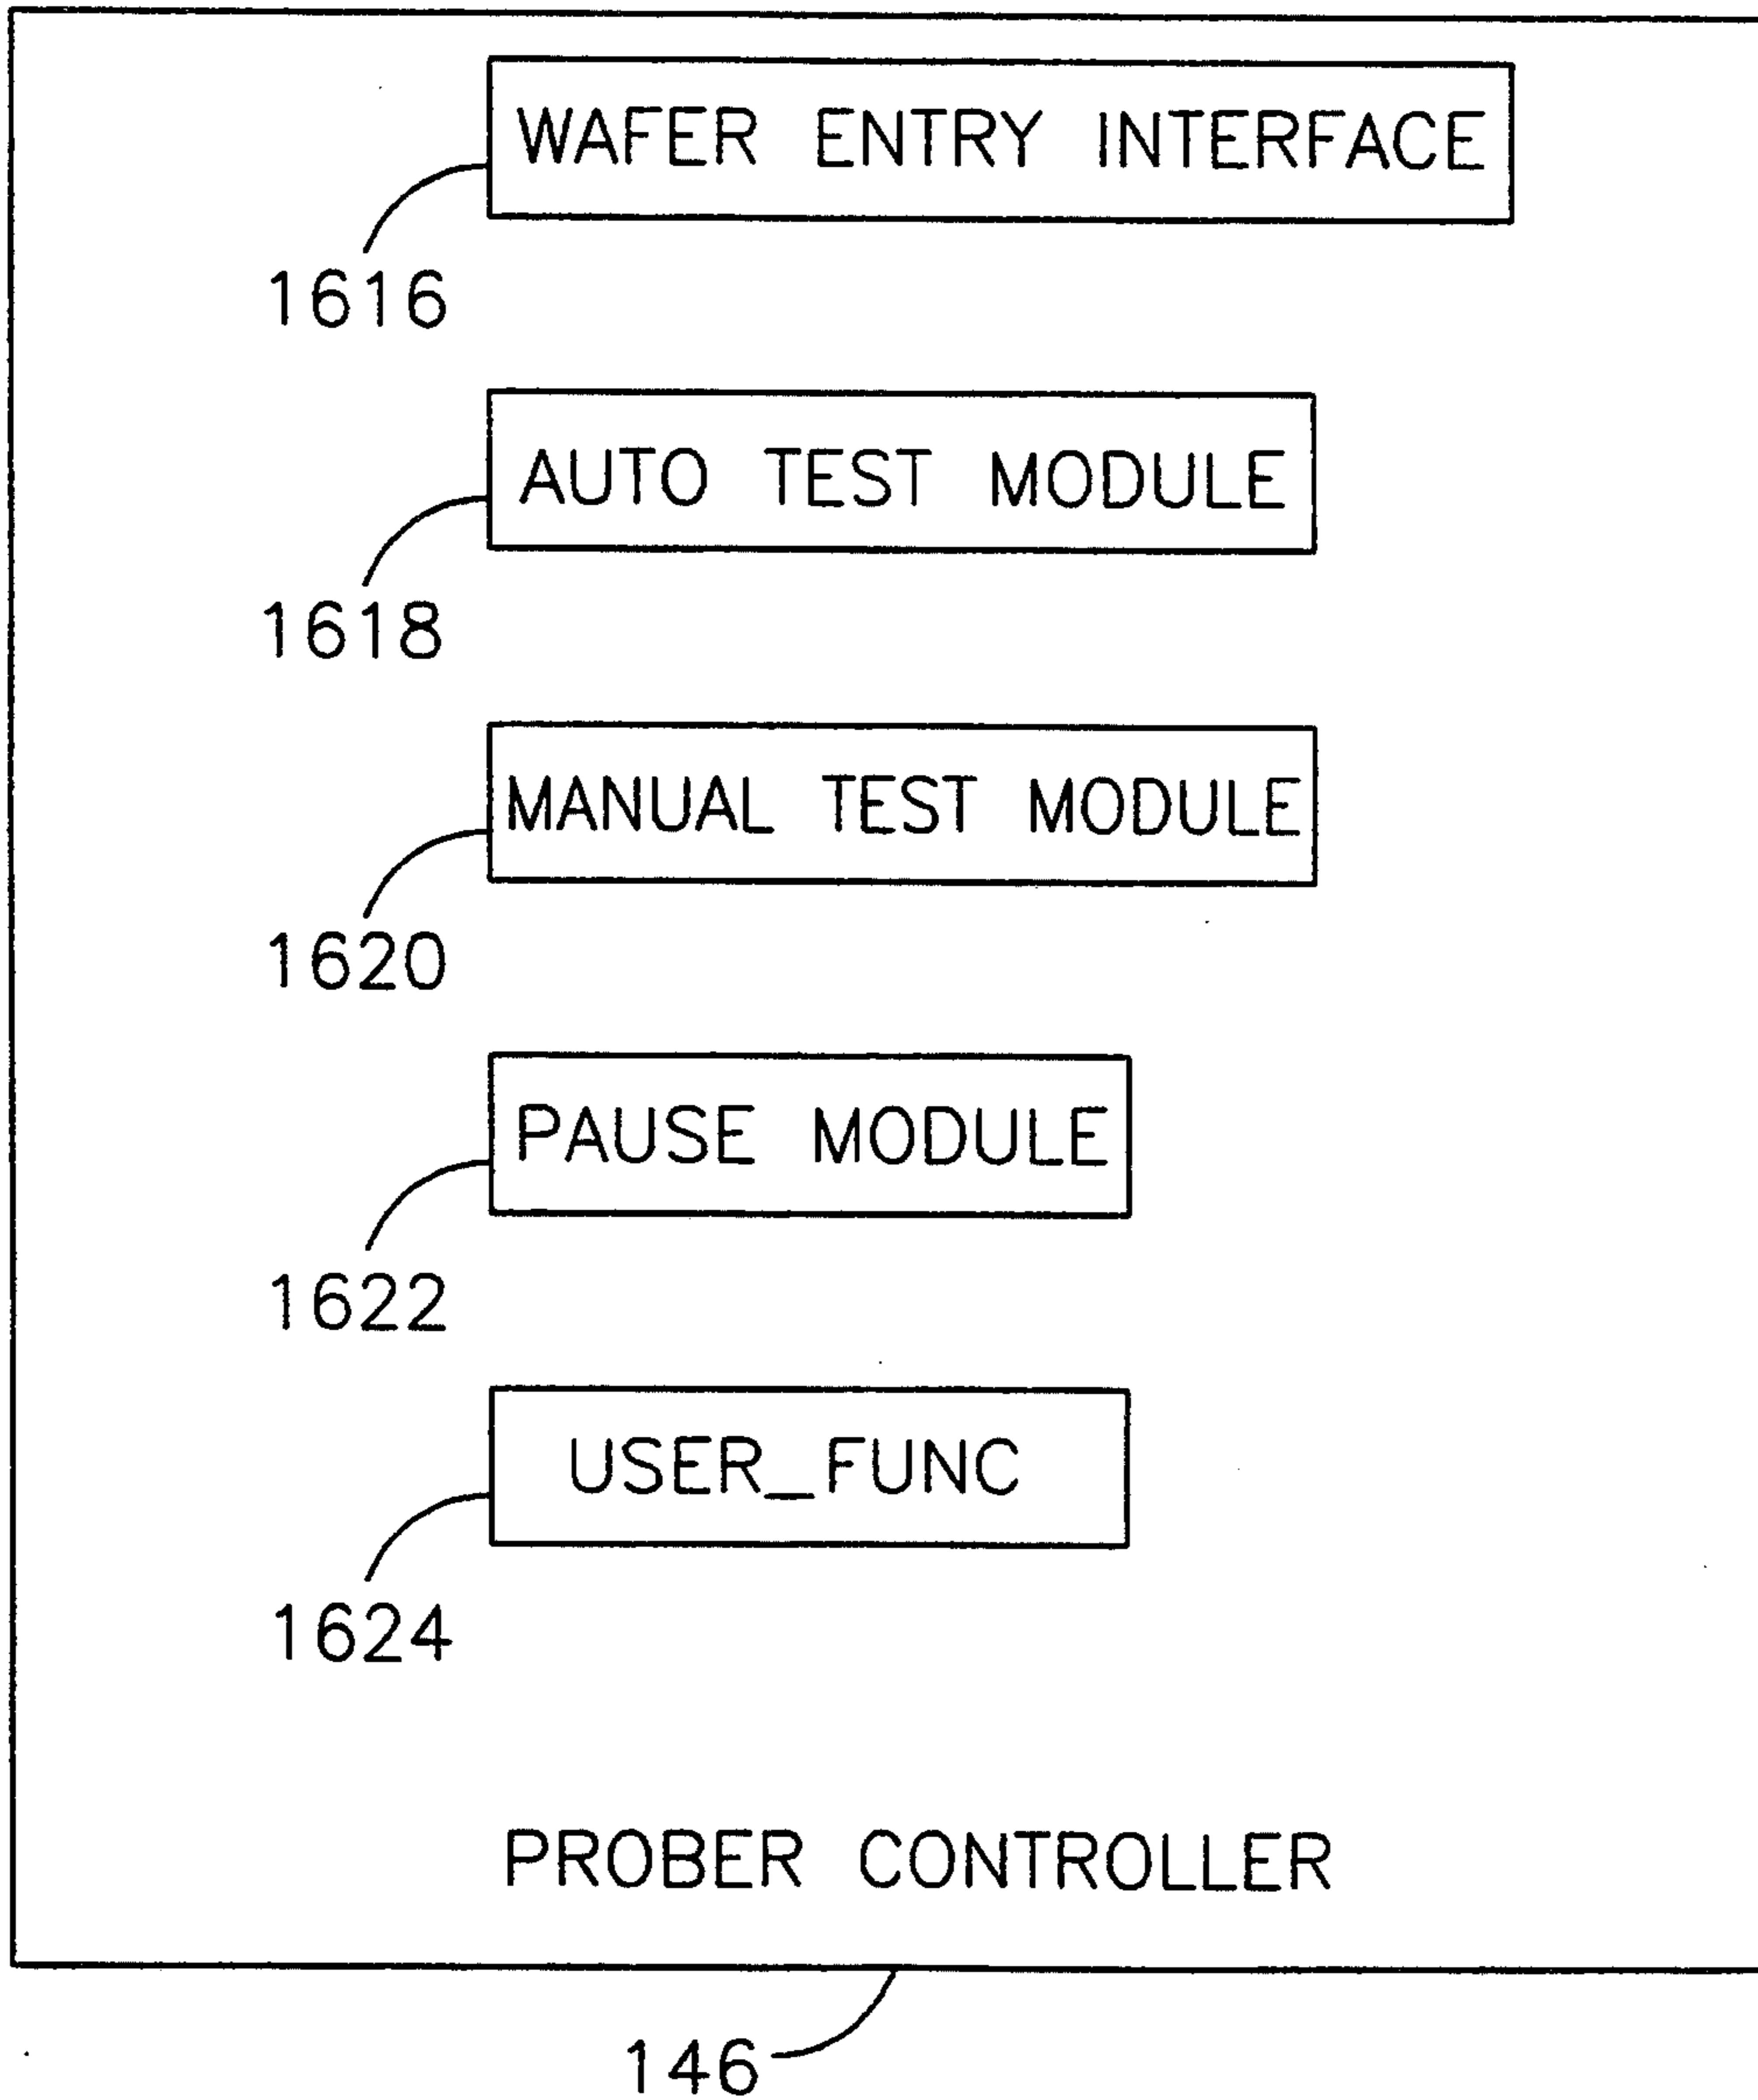 WAFER ENTRY INTERFACE
1616
AUTO TEST MODULE
1618
MANUAL TEST MODULE
1620
PAUSE MODULE
1622
USER_FUNC
1624
PROBER CONTROLLER
146